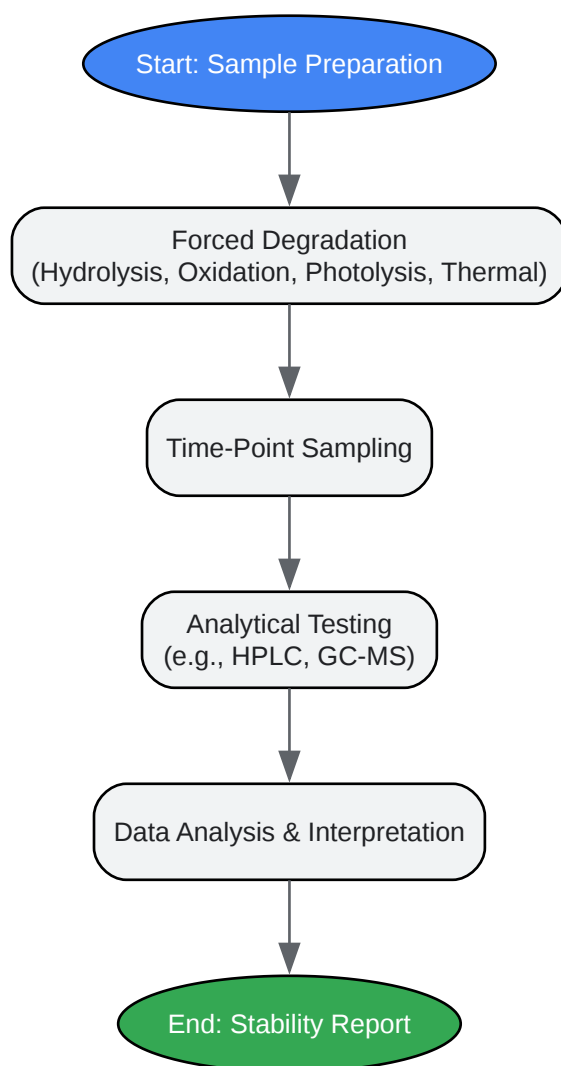 Start: Sample Preparation
Forced Degradation
(Hydrolysis, Oxidation, Photolysis, Thermal)
Time-Point Sampling
Analytical Testing
(e.g., HPLC, GC-MS)
Data Analysis & Interpretation
End: Stability Report